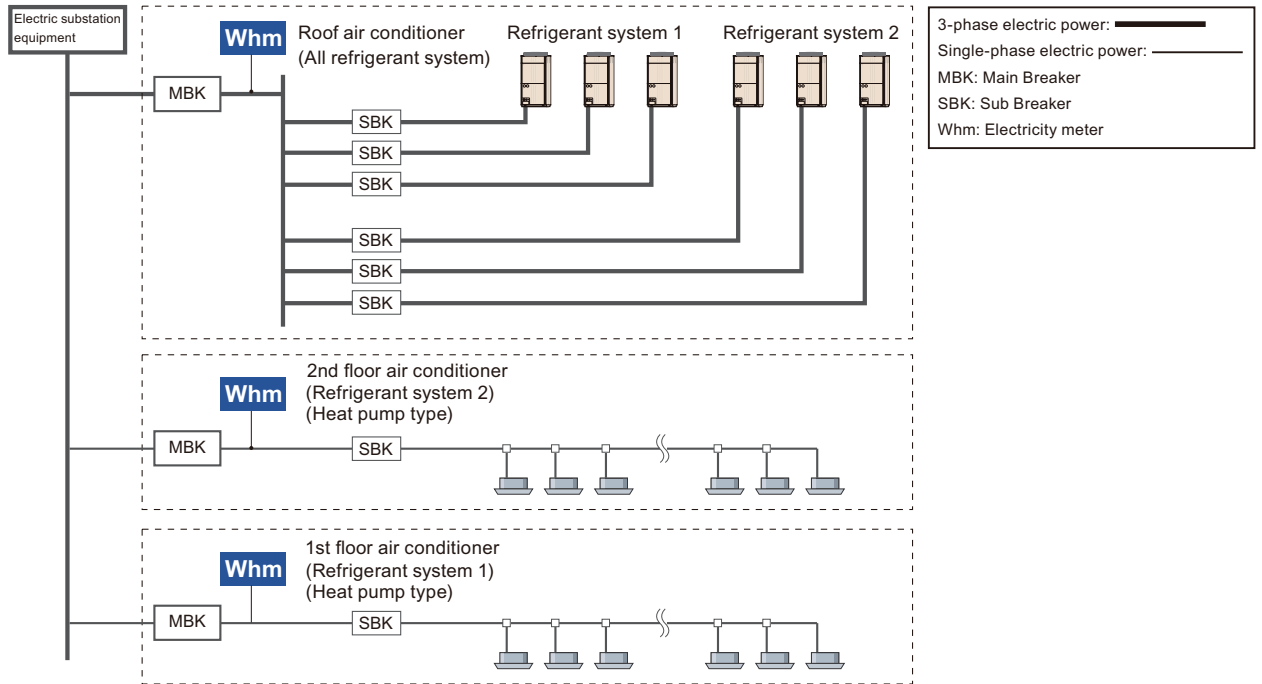 Electric substation
equipment
Whm
Roof air conditioner
(All refrigerant system)
Refrigerant system 1
Refrigerant system 2
MBK
SBK
SBK
SBK
SBK
SBK
SBK
3-phase electric power:
Single-phase electric power:
MBK: Main Breaker
SBK: Sub Breaker
Whm: Electricity meter
Whm
2nd floor air conditioner
(Refrigerant system 2)
(Heat pump type)
MBK
SBK
Whm
1st floor air conditioner
(Refrigerant system 1)
(Heat pump type)
MBK
SBK